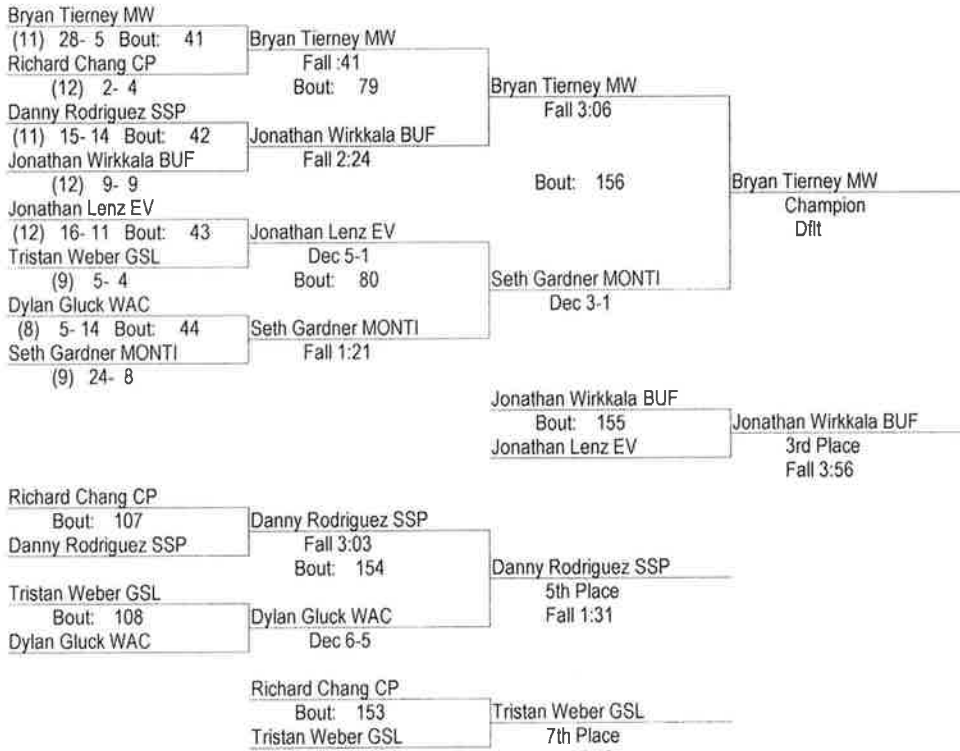 Bryan Tierney MW
(11) 28- 5 Bout: 41
Richard Chang CP
(12) 2- 4
Danny Rodriguez SSP
(11) 15- 14 Bout: 42
Jonathan Wirkkala BUF
(12) 9- 9
Jonathan Lenz EV
(12) 16- 11 Bout: 43
Tristan Weber GSL
(9) 5- 4
Dylan Gluck WAC
(8) 5- 14 Bout: 44
Seth Gardner MONTI
(9) 24- 8
Bryan Tierney MW
Fall :41
Bout: 79
Jonathan Wirkkala BUF
Fall 2:24
Jonathan Lenz EV
Dec 5-1
Bout: 80
Seth Gardner MONTI
Fall 1:21
Bryan Tierney MW
Fall 3:06
Bout: 156
Seth Gardner MONTI
Dec 3-1
Bryan Tierney MW
Champion
Dflt
Jonathan Wirkkala BUF
Bout: 155
Jonathan Lenz EV
Jonathan Wirkkala BUF
3rd Place
Fall 3:56
Richard Chang CP
Bout: 107
Danny Rodriguez SSP
Tristan Weber GSL
Bout: 108
Dylan Gluck WAC
Danny Rodriguez SSP
Fall 3:03
Bout: 154
Dylan Gluck WAC
Dec 6-5
Danny Rodriguez SSP
5th Place
Fall 1:31
Richard Chang CP
Bout: 153
Tristan Weber GSL
Tristan Weber GSL
7th Place